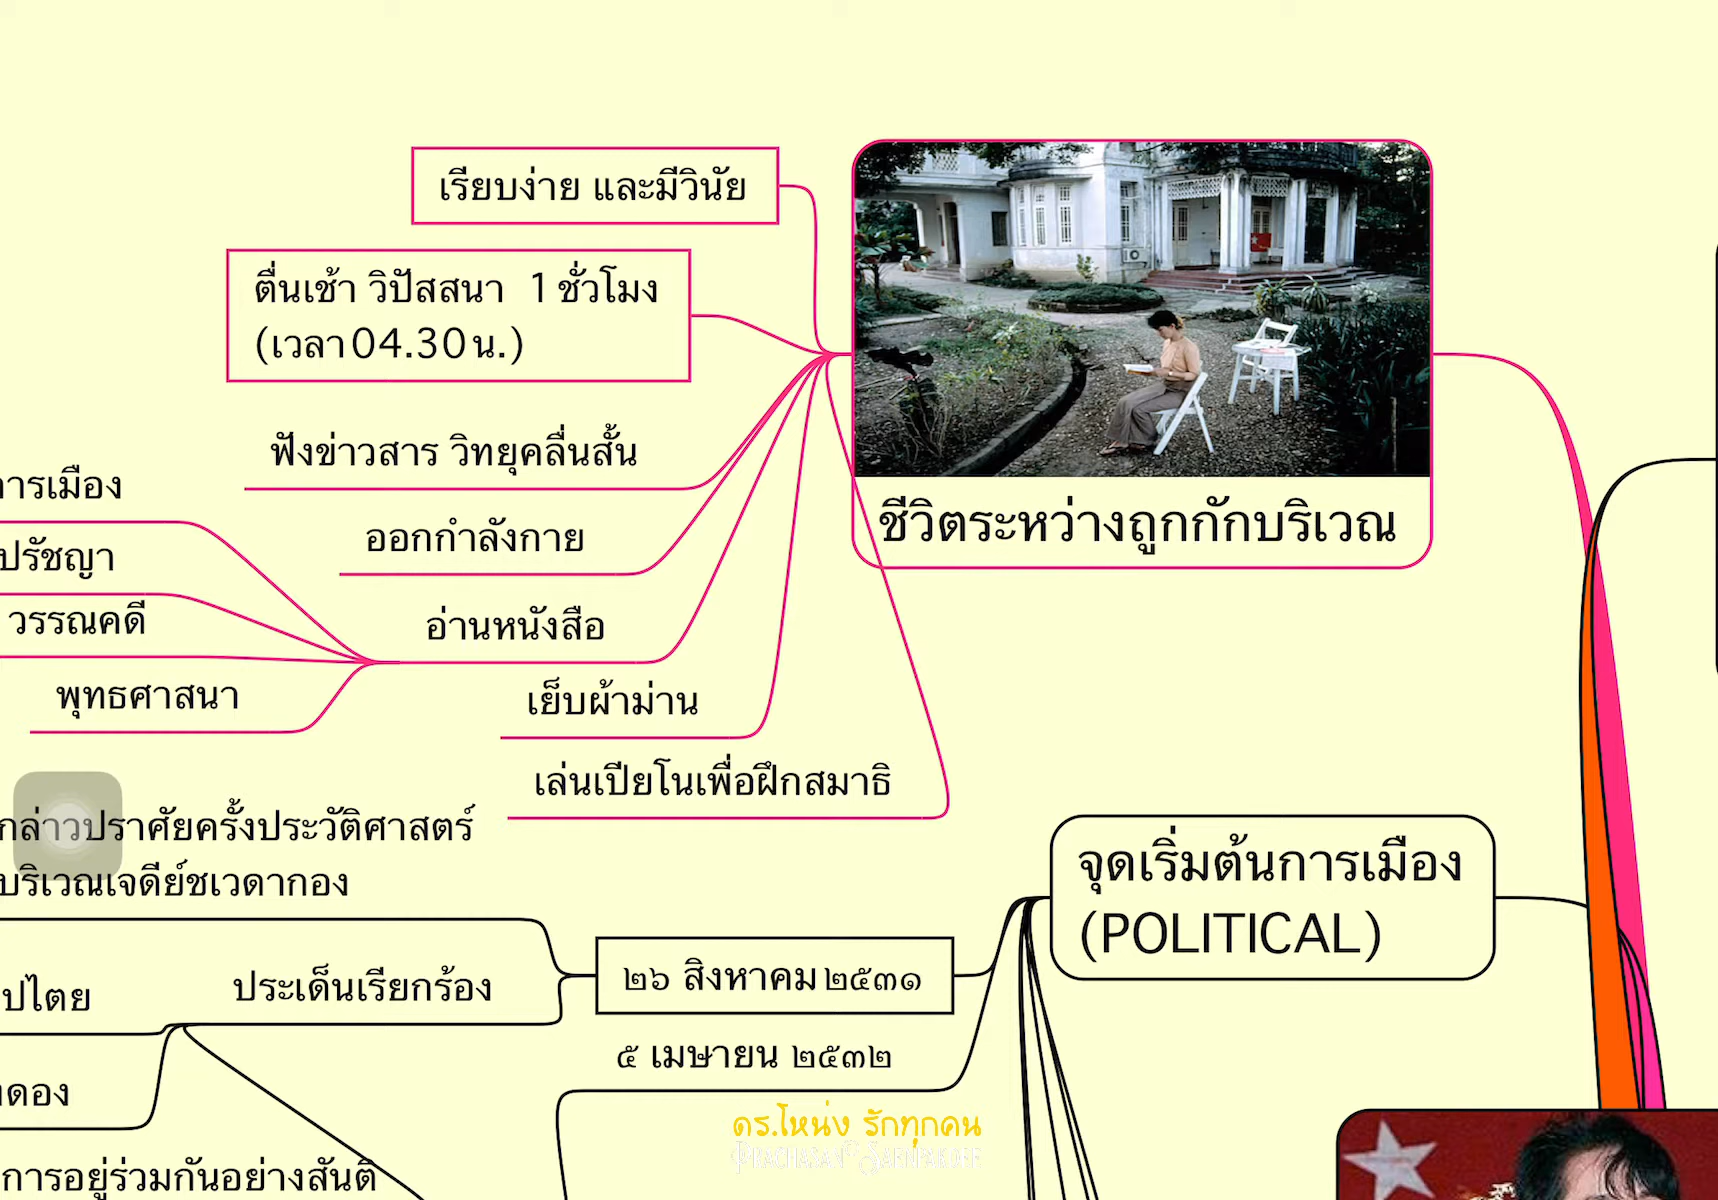 เรียบง่าย และมีวินัย
ตื่นเช้า วิปัสสนา 1 ชั่วโมง
(เวลา 04.30 น.)
ฟังข่าวสาร วิทยุคลื่นสั้น
ออกกำลังกาย
อ่านหนังสือ
การเมือง
ปรัชญา
วรรณคดี
พุทธศาสนา
เย็บผ้าม่าน
เล่นเปียโนเพื่อฝึกสมาธิ
ชีวิตระหว่างถูกกักบริเวณ
จุดเริ่มต้นการเมือง
(POLITICAL)
๒๖ สิงหาคม ๒๕๓๑
กล่าวปราศัยครั้งประวัติศาสตร์
บริเวณเจดีย์ชเวดากอง
ประเด็นเรียกร้อง
ปไตย
ดอง
การอยู่ร่วมกันอย่างสันติ
๕ เมษายน ๒๕๓๒
ดร.โหน่ง รักทุกคน
PRACHASAN SAENPAKDEE